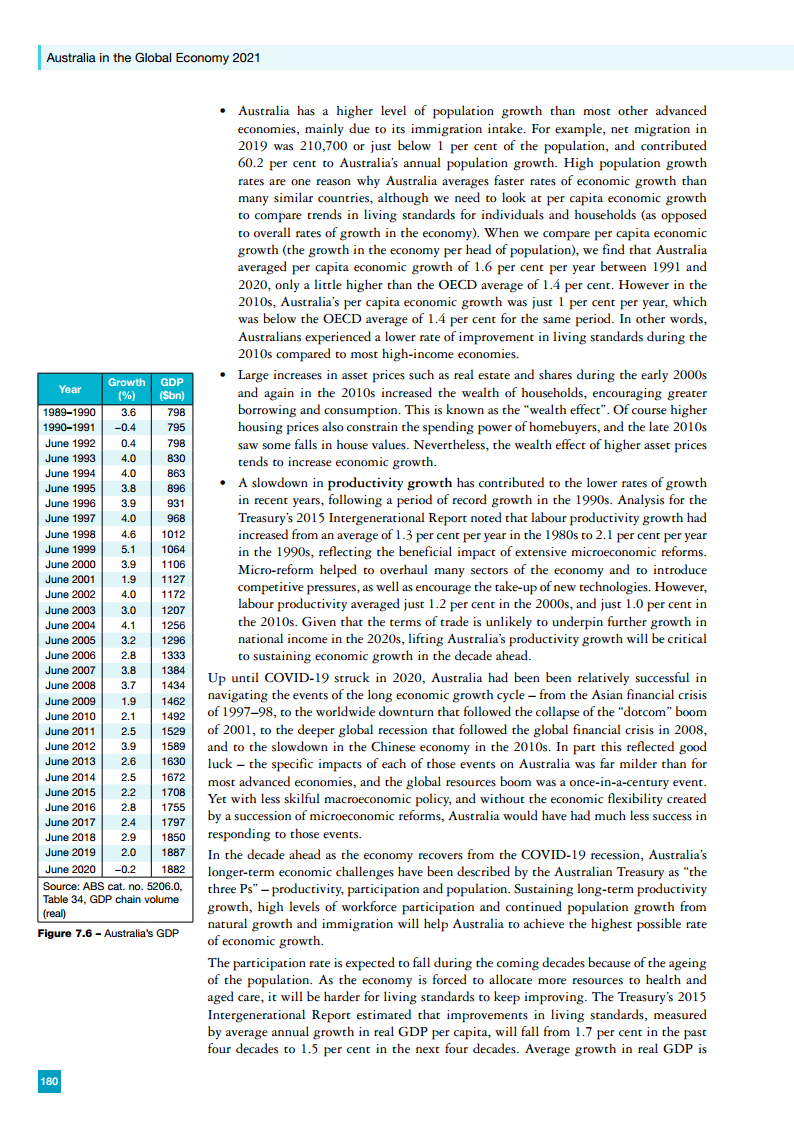 Australia in the Global Economy 2021
• Australia has a higher level of population growth than most other advanced
economies, mainly due to its immigration intake. For example, net migration in
2019 was 210,700 or just below 1 per cent of the population, and contributed
60.2 per cent to Australia's annual population growth. High population growth
rates are one reason why Australia averages faster rates of economic growth than
many similar countries, although we need to look at per capita economic growth
to compare trends in living standards for individuals and households (as opposed
to overall rates of growth in the economy). When we compare per capita economic
growth (the growth in the economy per head of population), we find that Australia
averaged per capita economic growth of 1.6 per cent per year between 1991 and
2020, only a little higher than the OECD average of 1.4 per cent. However in the
2010s, Australia's per capita economic growth was just 1 per cent per year, which
was below the OECD average of 1.4 per cent for the same period. In other words,
Australians experienced a lower rate of improvement in living standards during the
2010s compared to most high-income economies.
• Large increases in asset prices such as real estate and shares during the early 2000s
and again in the 2010s increased the wealth of households, encouraging greater
borrowing and consumption. This is known as the "wealth effect". Of course higher
housing prices also constrain the spending power of homebuyers, and the late 2010s
saw some falls in house values. Nevertheless, the wealth effect of higher asset prices
tends to increase economic growth.
• A slowdown in productivity growth has contributed to the lower rates of growth
in recent years, following a period of record growth in the 1990s. Analysis for the
Treasury's 2015 Intergenerational Report noted that labour productivity growth had
increased from an average of 1.3 per cent per year in the 1980s to 2.1 per cent per year
in the 1990s, reflecting the beneficial impact of extensive microeconomic reforms.
Micro-reform helped to overhaul many sectors of the economy and to introduce
competitive pressures, as well as encourage the take-up of new technologies. However,
labour productivity averaged just 1.2 per cent in the 2000s, and just 1.0 per cent in
the 2010s. Given that the terms of trade is unlikely to underpin further growth in
national income in the 2020s, lifting Australia's productivity growth will be critical
to sustaining economic growth in the decade ahead.
Up until COVID-19 struck in 2020, Australia had been been relatively successful in
navigating the events of the long economic growth cycle – from the Asian financial crisis
of 1997–98, to the worldwide downturn that followed the collapse of the "dotcom" boom
of 2001, to the deeper global recession that followed the global financial crisis in 2008,
and to the slowdown in the Chinese economy in the 2010s. In part this reflected good
luck – the specific impacts of each of those events on Australia was far milder than for
most advanced economies, and the global resources boom was a once-in-a-century event.
Yet with less skilful macroeconomic policy, and without the economic flexibility created
by a succession of microeconomic reforms, Australia would have had much less success in
responding to those events.
In the decade ahead as the economy recovers from the COVID-19 recession, Australia's
longer-term economic challenges have been described by the Australian Treasury as "the
three Ps" – productivity, participation and population. Sustaining long-term productivity
growth, high levels of workforce participation and continued population growth from
natural growth and immigration will help Australia to achieve the highest possible rate
of economic growth.
The participation rate is expected to fall during the coming decades because of the ageing
of the population. As the economy is forced to allocate more resources to health and
aged care, it will be harder for living standards to keep improving. The Treasury's 2015
Intergenerational Report estimated that improvements in living standards, measured
by average annual growth in real GDP per capita, will fall from 1.7 per cent in the past
four decades to 1.5 per cent in the next four decades. Average growth in real GDP is
Year Growth (%) GDP ($bn)
1989–1990 3.6 798
1990–1991 –0.4 795
June 1992 0.4 798
June 1993 4.0 830
June 1994 4.0 863
June 1995 3.8 896
June 1996 3.9 931
June 1997 4.0 968
June 1998 4.6 1012
June 1999 5.1 1064
June 2000 3.9 1106
June 2001 1.9 1127
June 2002 4.0 1172
June 2003 3.0 1207
June 2004 4.1 1256
June 2005 3.2 1296
June 2006 2.8 1333
June 2007 3.8 1384
June 2008 3.7 1434
June 2009 1.9 1462
June 2010 2.1 1492
June 2011 2.5 1529
June 2012 3.9 1589
June 2013 2.6 1630
June 2014 2.5 1672
June 2015 2.2 1708
June 2016 2.8 1755
June 2017 2.4 1797
June 2018 2.9 1850
June 2019 2.0 1887
June 2020 –0.2 1882
Source: ABS cat. no. 5206.0,
Table 34, GDP chain volume
(real)
Figure 7.6 – Australia's GDP
180